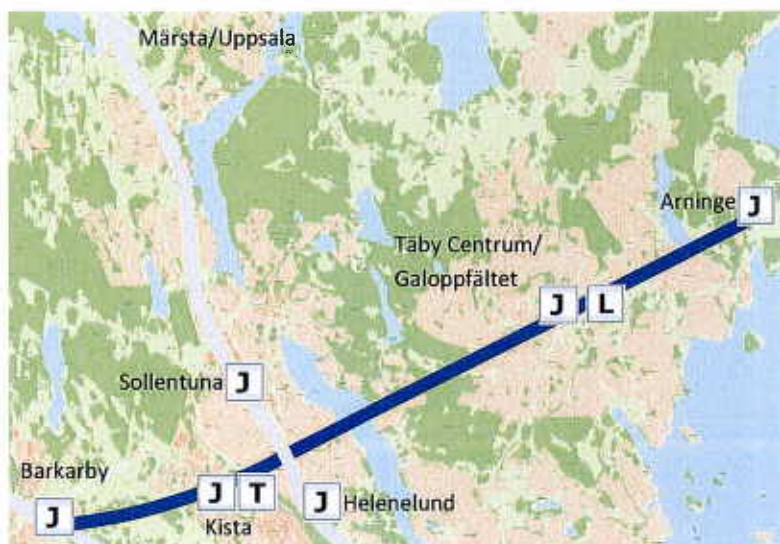 Märsta/Uppsala
Arninge J
Täby Centrum/
Galoppfältet
J L
Sollentuna J
Barkarby
J
J T
Kista
J Helenelund